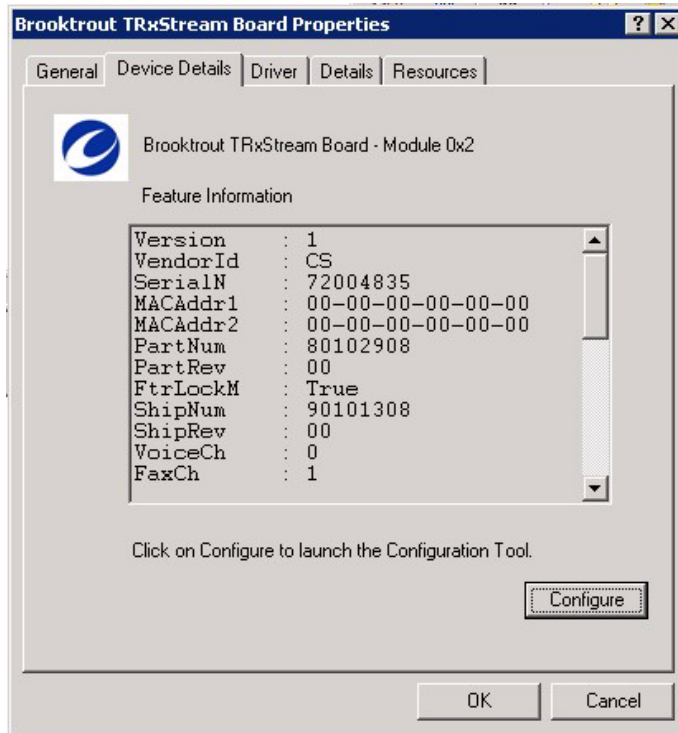 Brooktrout TRxStream Board Properties
General Device Details Driver Details Resources
Brooktrout TRxStream Board - Module 0x2
Feature Information
Version : 1
VendorId : CS
SerialN : 72004835
MACAddr1 : 00-00-00-00-00-00
MACAddr2 : 00-00-00-00-00-00
PartNum : 80102908
PartRev : 00
FtrLockM : True
ShipNum : 90101308
ShipRev : 00
VoiceCh : 0
FaxCh : 1
Click on Configure to launch the Configuration Tool.
Configure
OK Cancel